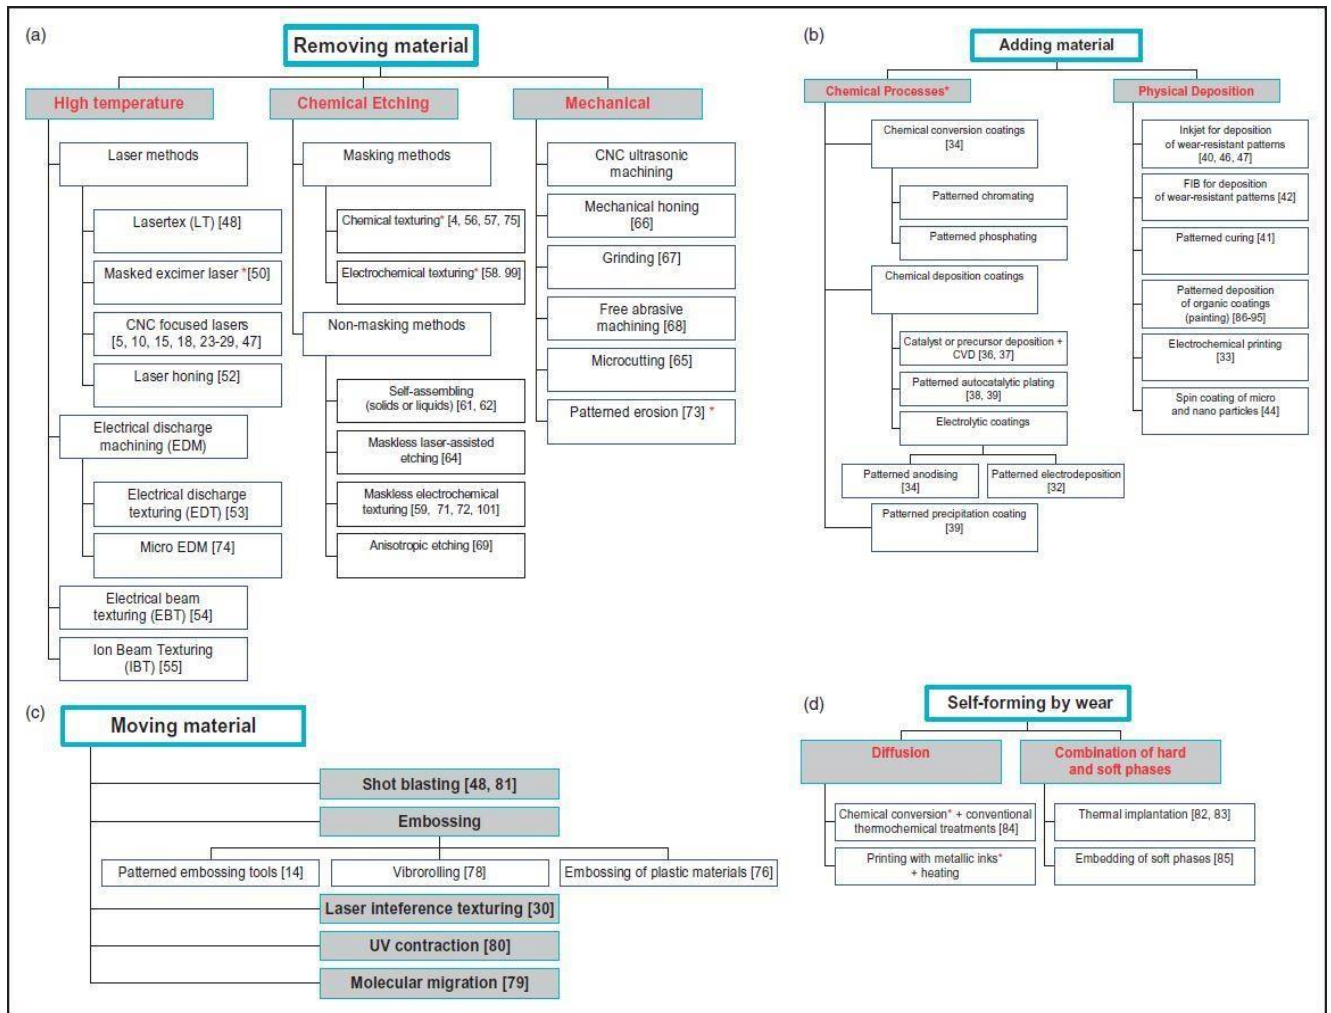 (a)
Removing material
High temperature
Laser methods
Lasertex (LT) [48]
Masked excimer laser *[50]
CNC focused lasers
[5, 10, 15, 18, 23-29, 47]
Laser honing [52]
Electrical discharge
machining (EDM)
Electrical discharge
texturing (EDT) [53]
Micro EDM [74]
Electrical beam
texturing (EBT) [54]
Ion Beam Texturing
(IBT) [55]
Chemical Etching
Masking methods
Chemical texturing* [4, 56, 57, 75]
Electrochemical texturing* [58. 99]
Non-masking methods
Self-assembling
(solids or liquids) [61, 62]
Maskless laser-assisted
etching [64]
Maskless electrochemical
texturing [59, 71, 72, 101]
Anisotropic etching [69]
Mechanical
CNC ultrasonic
machining
Mechanical honing
[66]
Grinding [67]
Free abrasive
machining [68]
Microcutting [65]
Patterned erosion [73] *
(b)
Adding material
Chemical Processes*
Chemical conversion coatings
[34]
Patterned chromating
Patterned phosphating
Chemical deposition coatings
Catalyst or precursor deposition +
CVD [36, 37]
Patterned autocatalytic plating
[38, 39]
Electrolytic coatings
Patterned anodising
[34]
Patterned electrodeposition
[32]
Patterned precipitation coating
[39]
Physical Deposition
Inkjet for deposition
of wear-resistant patterns
[40, 46, 47]
FIB for deposition
of wear-resistant patterns [42]
Patterned curing [41]
Patterned deposition
of organic coatings
(painting) [86-95]
Electrochemical printing
[33]
Spin coating of micro
and nano particles [44]
(c)
Moving material
Shot blasting [48, 81]
Embossing
Patterned embossing tools [14]
Vibrorolling [78]
Embossing of plastic materials [76]
Laser inteference texturing [30]
UV contraction [80]
Molecular migration [79]
(d)
Self-forming by wear
Diffusion
Chemical conversion* + conventional
thermochemical treatments [84]
Printing with metallic inks*
+ heating
Combination of hard
and soft phases
Thermal implantation [82, 83]
Embedding of soft phases [85]